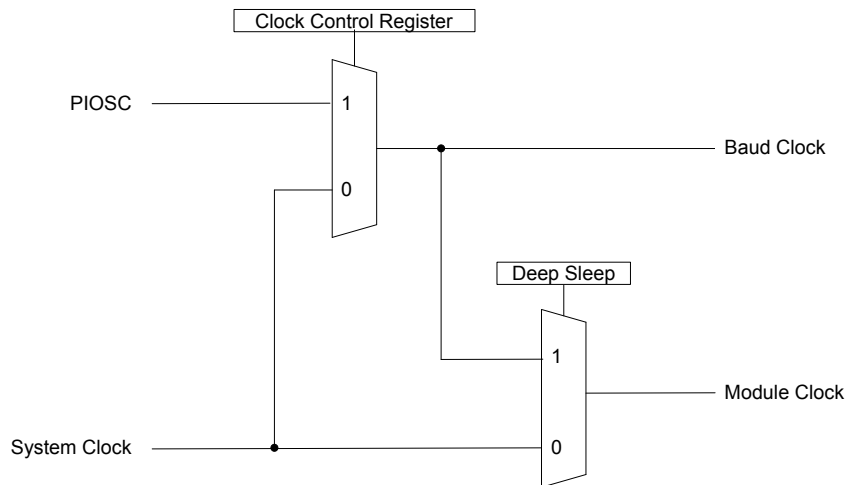 Clock Control Register
PIOSC
1
Baud Clock
0
Deep Sleep
1
Module Clock
System Clock
0